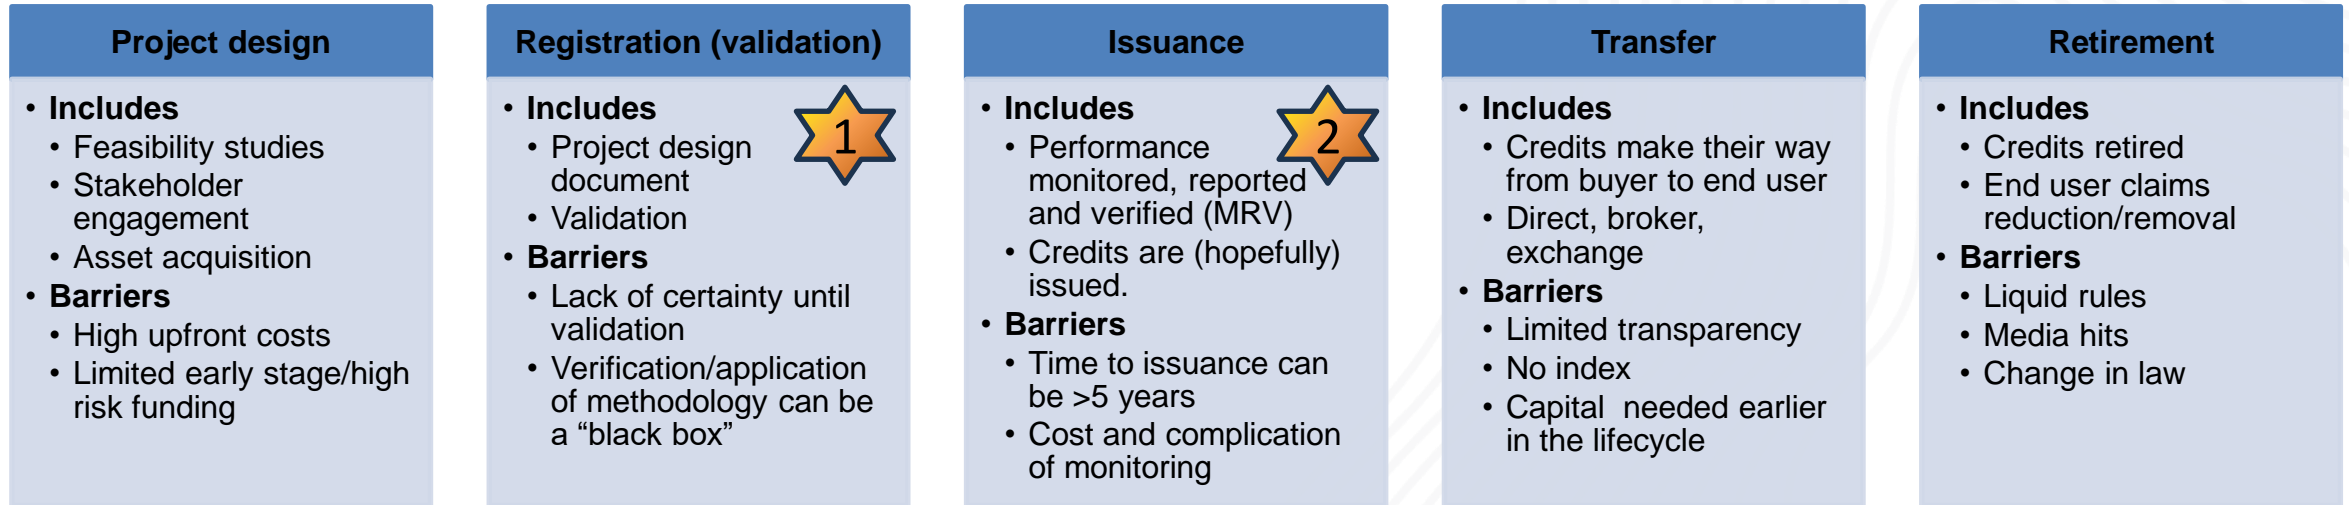 Project design
• Includes
• Feasibility studies
• Stakeholder
engagement
• Asset acquisition
• Barriers
• High upfront costs
• Limited early stage/high
risk funding
Registration (validation)
1
• Includes
• Project design
document
• Validation
• Barriers
• Lack of certainty until
validation
• Verification/application
of methodology can be
a “black box”
Issuance
2
• Includes
• Performance
monitored, reported
and verified (MRV)
• Credits are (hopefully)
issued.
• Barriers
• Time to issuance can
be >5 years
• Cost and complication
of monitoring
Transfer
• Includes
• Credits make their way
from buyer to end user
• Direct, broker,
exchange
• Barriers
• Limited transparency
• No index
• Capital  needed earlier
in the lifecycle
Retirement
• Includes
• Credits retired
• End user claims
reduction/removal
• Barriers
• Liquid rules
• Media hits
• Change in law